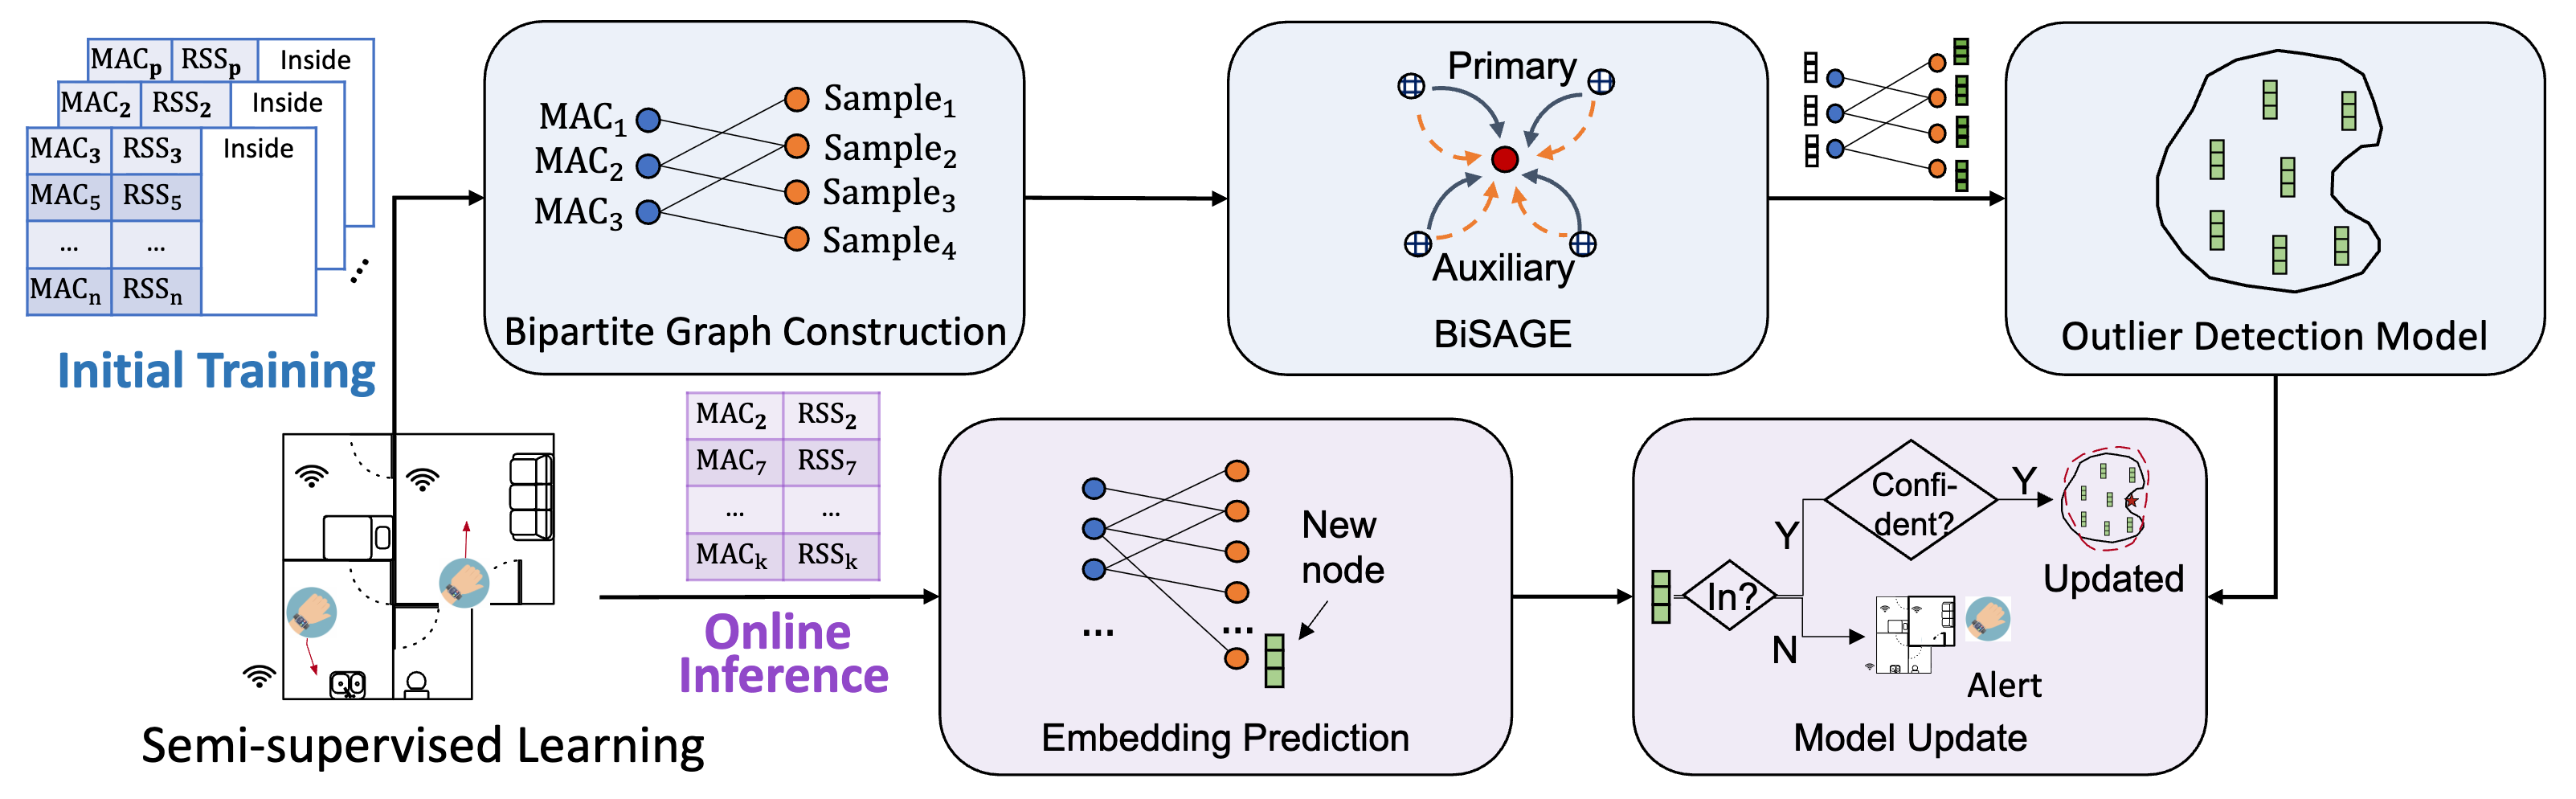 MACₚ RSSₚ Inside
MAC₂ RSS₂ Inside
MAC₃ RSS₃ Inside
MAC₅ RSS₅
... ...
MACₙ RSSₙ
...
Initial Training
MAC₁
MAC₂
MAC₃
Sample₁
Sample₂
Sample₃
Sample₄
Bipartite Graph Construction
Primary
Auxiliary
BiSAGE
Outlier Detection Model
Semi-supervised Learning
MAC₂ RSS₂
MAC₇ RSS₇
... ...
MACₖ RSSₖ
Online
Inference
... ...
New
node
Embedding Prediction
In?
Y
N
Confi-
dent?
Y
Updated
Alert
Model Update